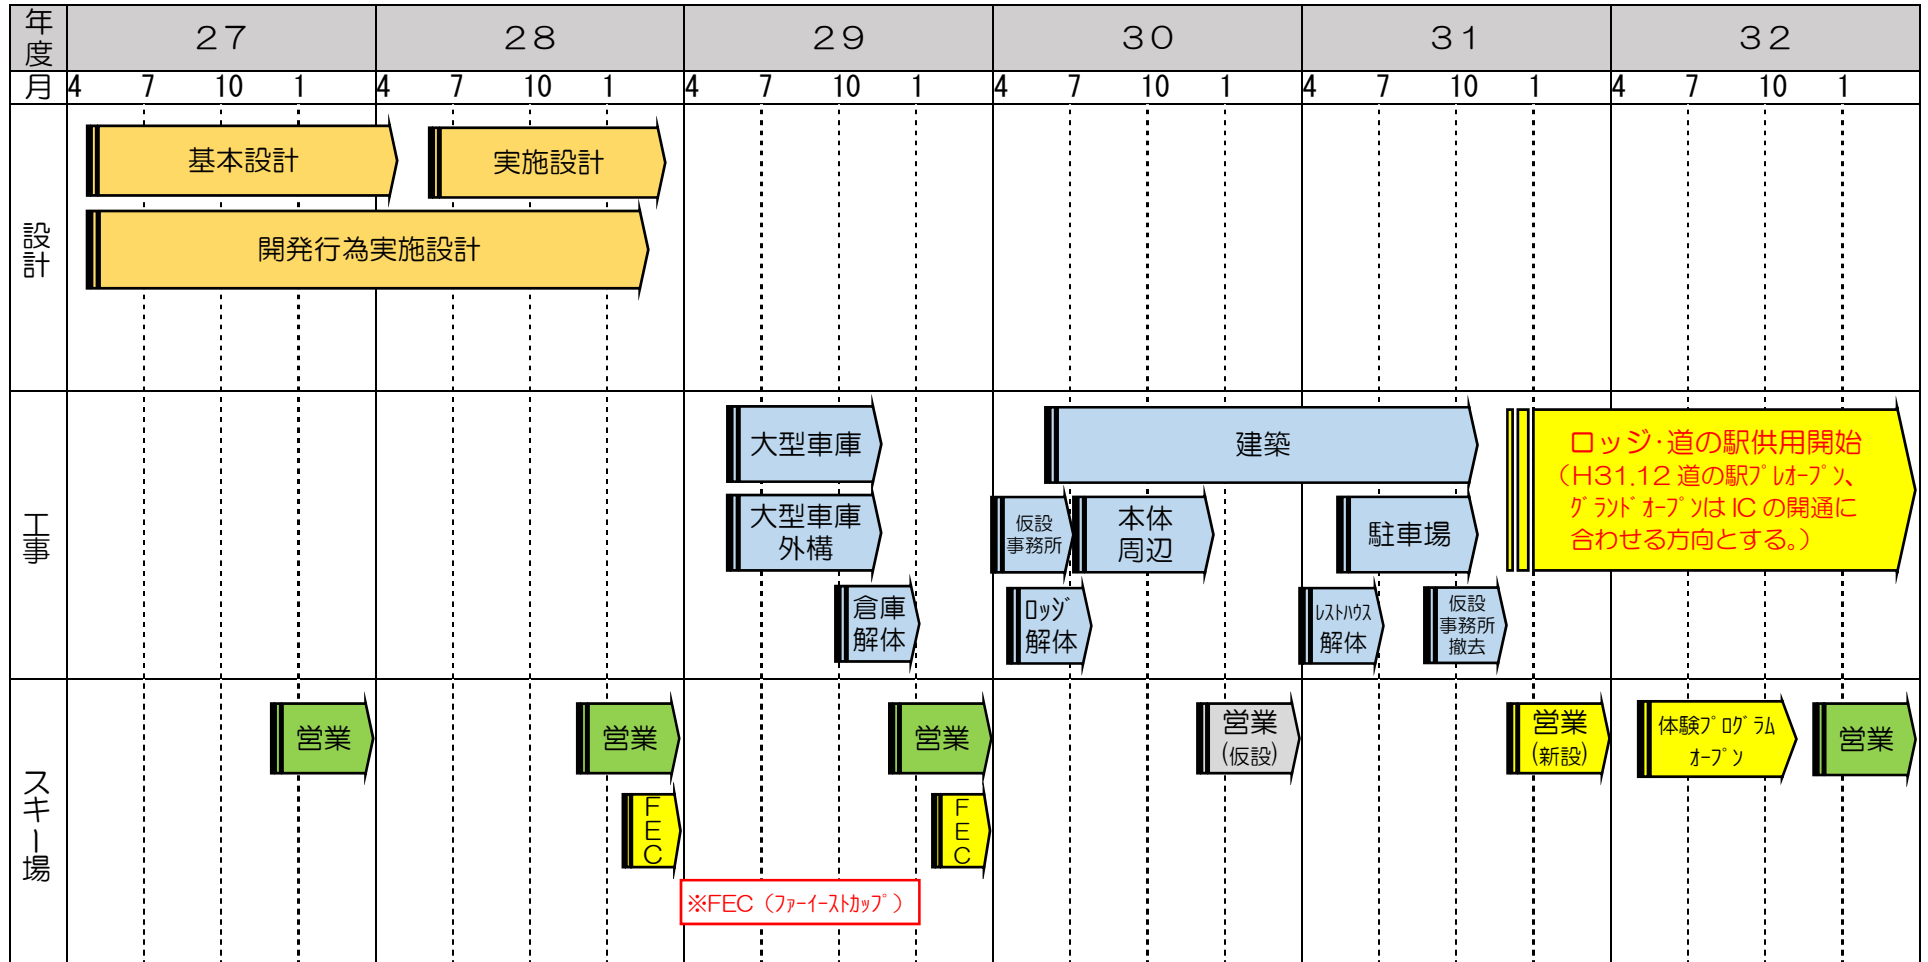 年度
27 28 29 30 31 32
月 4 7 10 1 4 7 10 1 4 7 10 1 4 7 10 1 4 7 10 1 4 7 10 1
設計
基本設計
実施設計
開発行為実施設計
工事
大型車庫
大型車庫
外構
倉庫
解体
建築
仮設
事務所
本体
周辺
ﾛｯｼﾞ
解体
駐車場
ﾚｽﾄﾊｳｽ
解体
仮設
事務所
撤去
ロッジ・道の駅供用開始
（H31.12 道の駅ﾌﾟﾚｵｰﾌﾟﾝ、
ｸﾞﾗﾝﾄﾞｵｰﾌﾟﾝは IC の開通に
合わせる方向とする。）
スキー場
営業
営業
営業
営業
(仮設)
営業
(新設)
体験ﾌﾟﾛｸﾞﾗﾑ
ｵｰﾌﾟﾝ
営業
FEC
FEC
※FEC（ﾌｧｰｲｰｽﾄｶｯﾌﾟ）